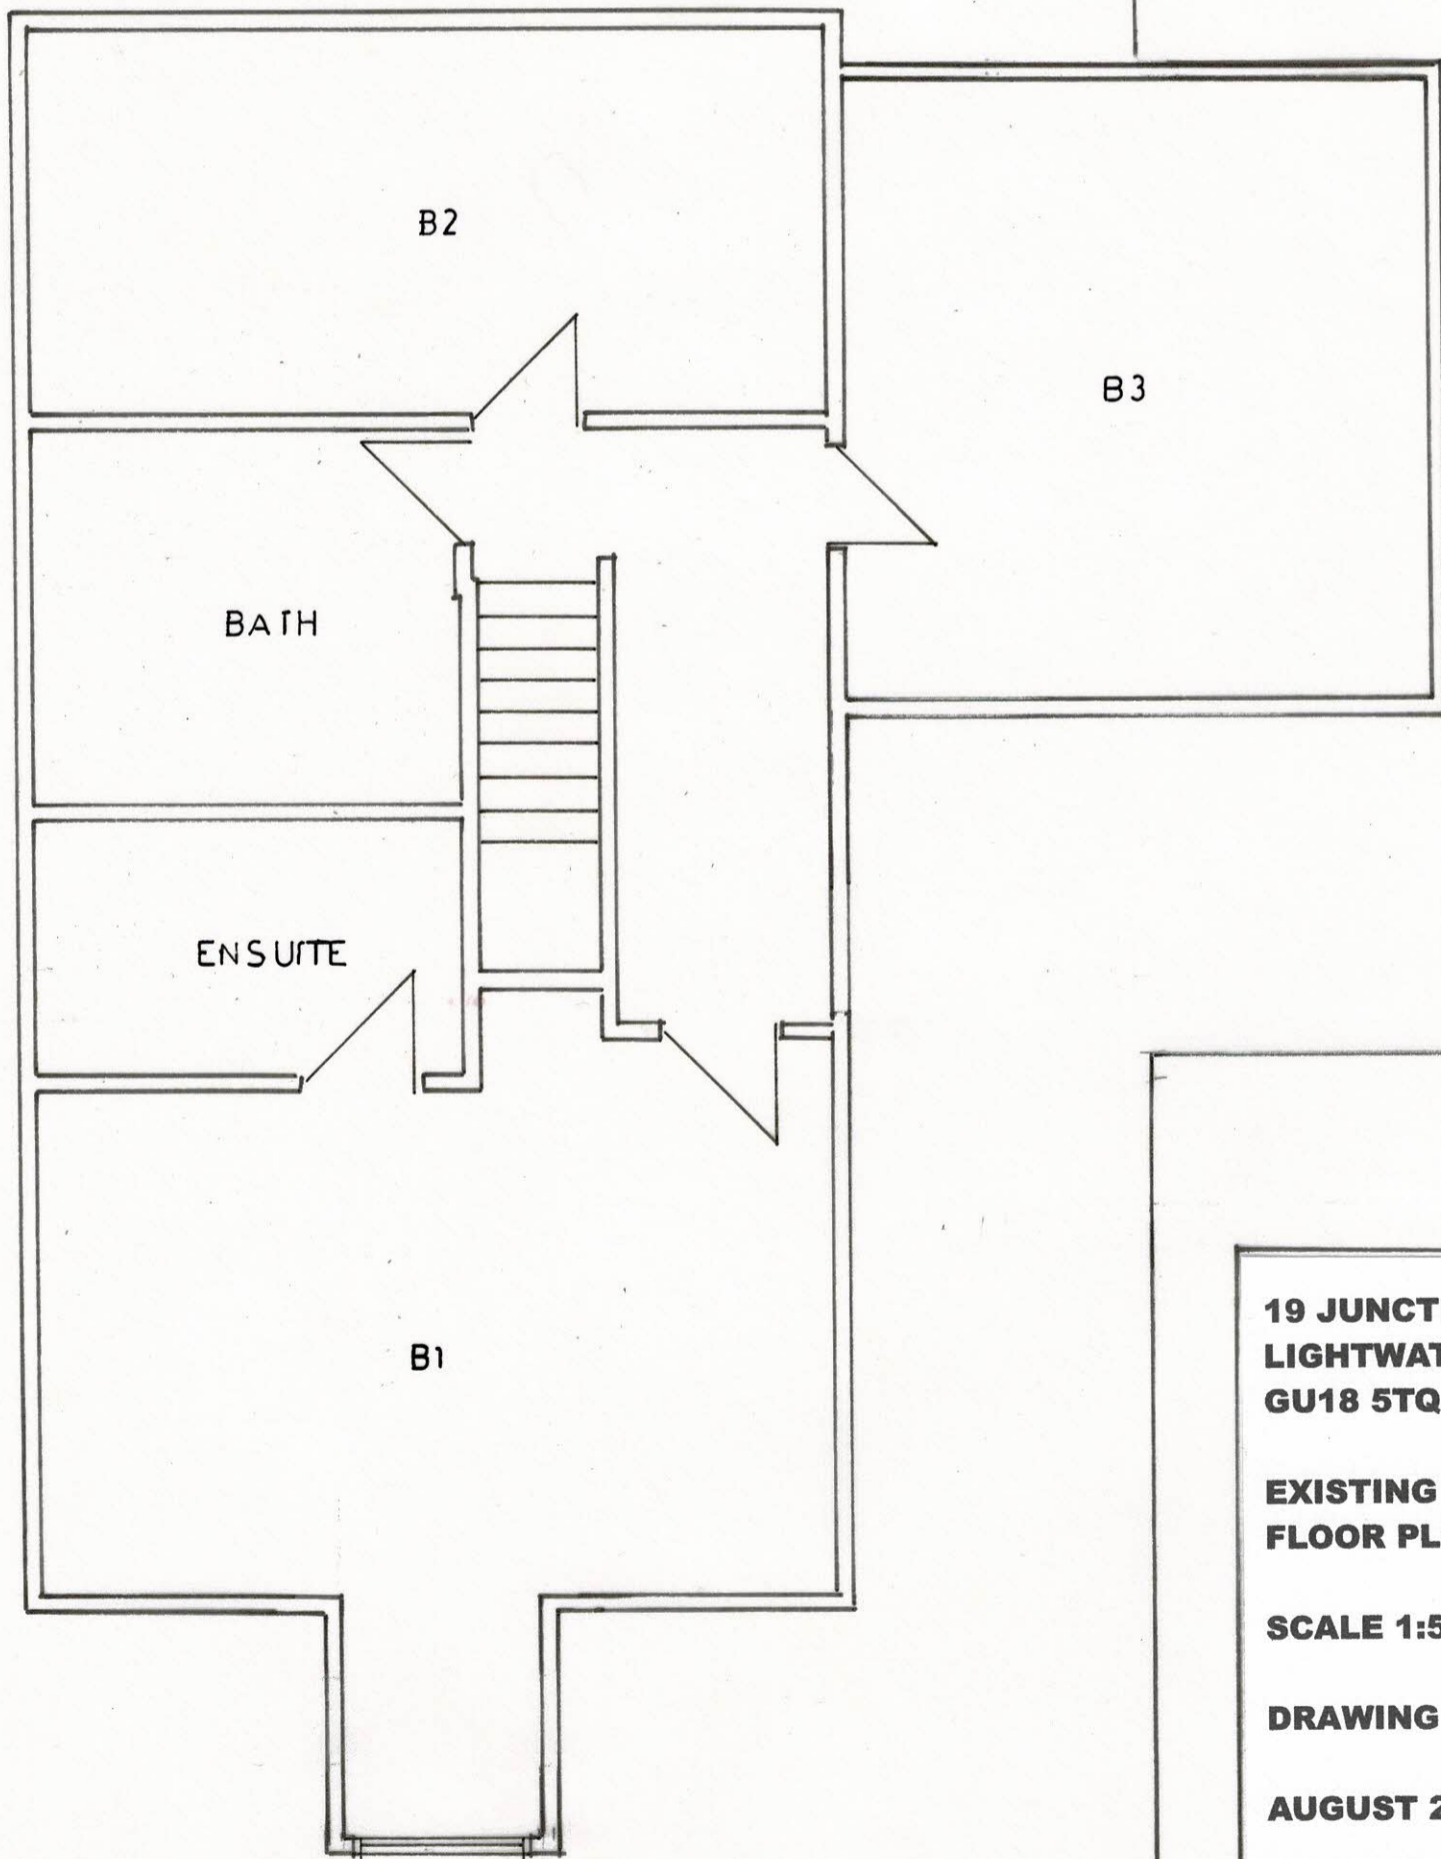 B2
B3
BATH
ENSUITE
B1
19 JUNCT
LIGHTWAT
GU18 5TQ
EXISTING
FLOOR PL
SCALE 1:5
DRAWING
AUGUST 2